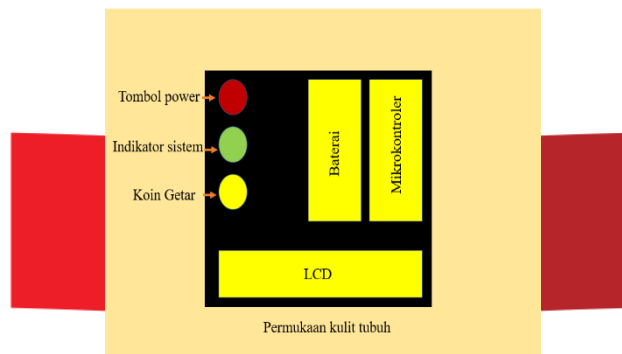 Tombol power
Indikator sistem
Koin Getar
Baterai
Mikrokontroler
LCD
Permukaan kulit tubuh